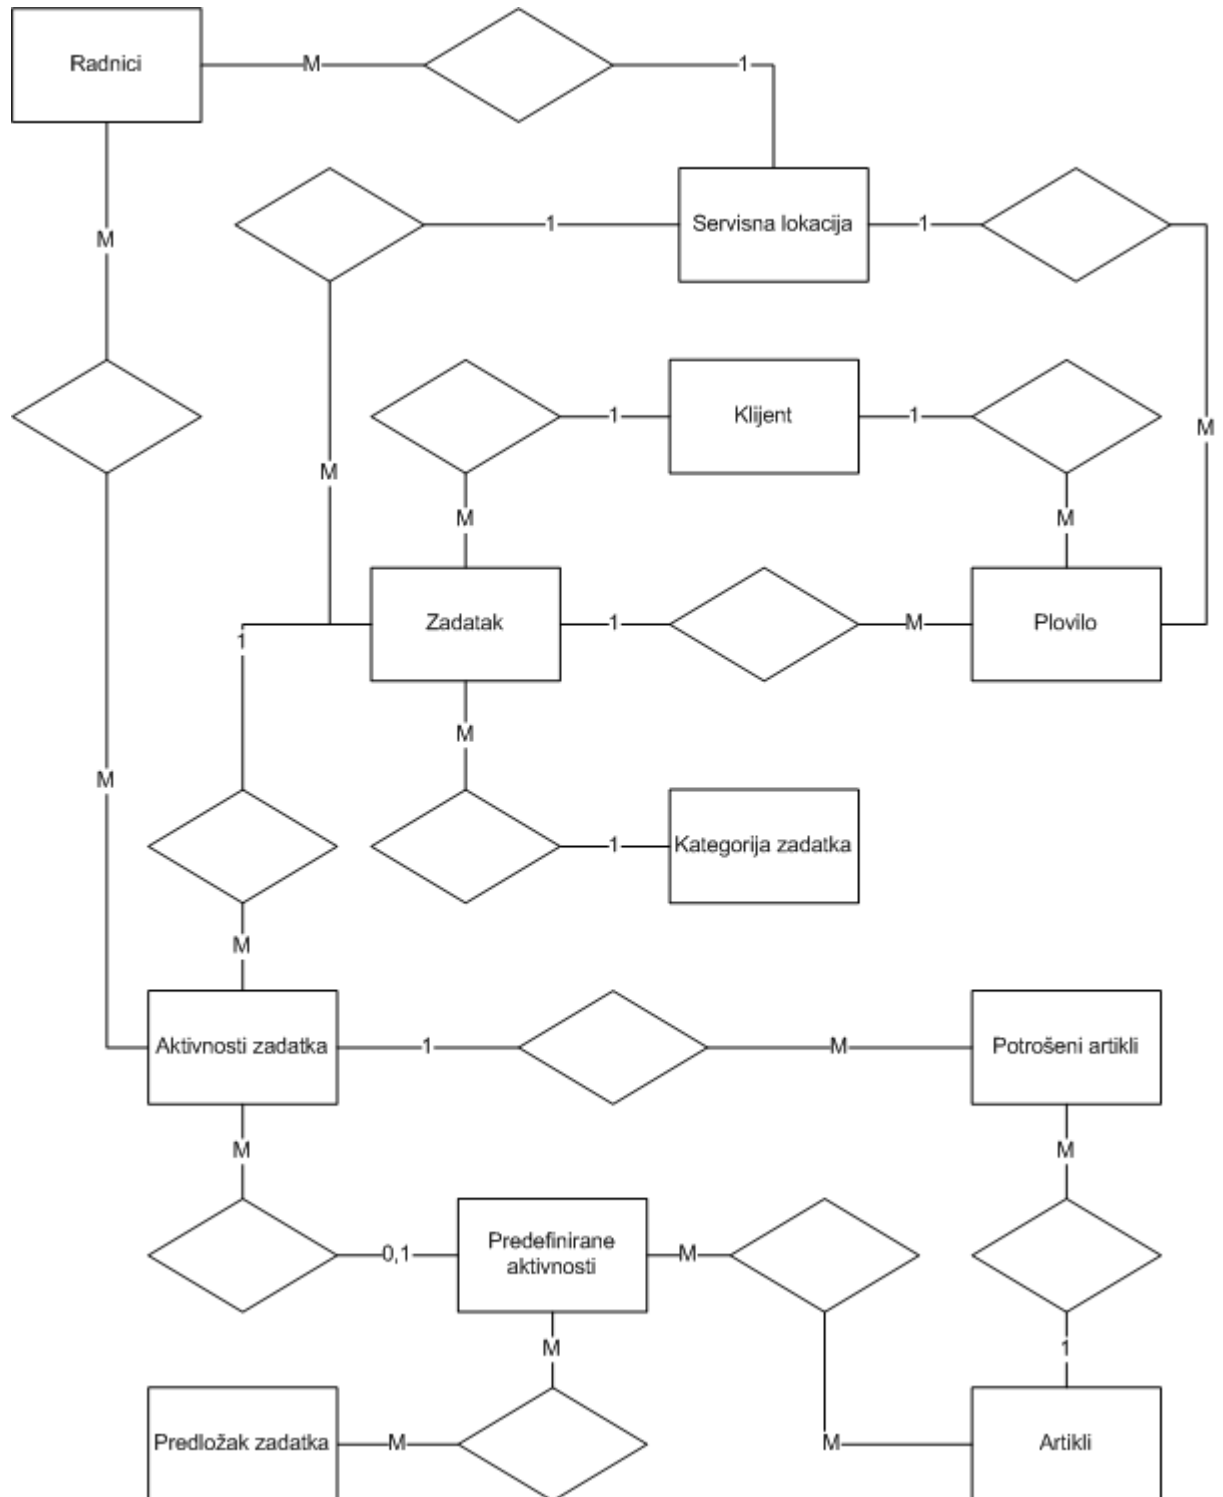 Radnici
M
1
M
1
Servisna lokacija
1
1
Klijent
1
M
M
M
M
Zadatak
1
M
Plovilo
1
M
M
1
Kategorija zadatka
M
Aktivnosti zadatka
1
M
Potrošeni artikli
M
M
0,1
Predefinirane
aktivnosti
M
M
1
Predložak zadatka
M
M
Artikli